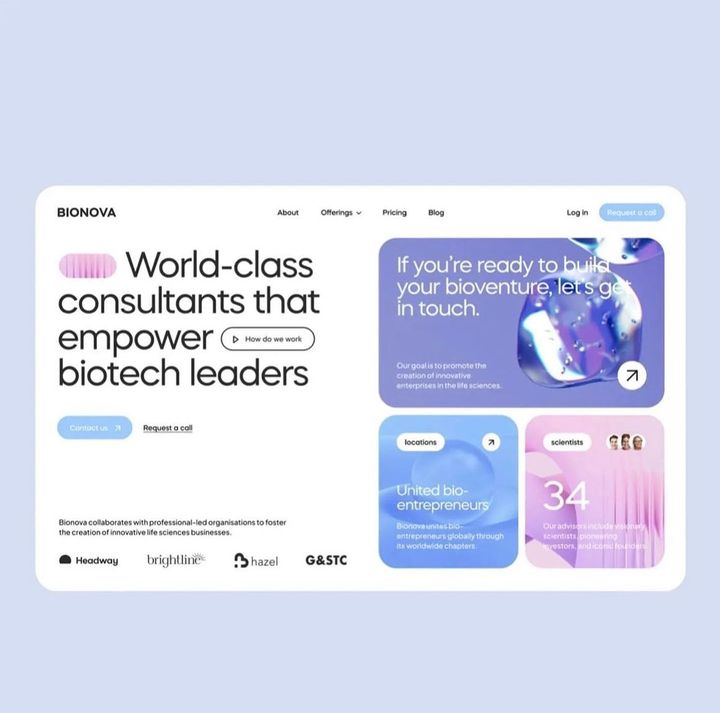 BIONOVA
About
Offerings
Pricing
Blog
Log in
Request a call
World-class
consultants that
empower
How do we work
biotech leaders
Contact us
Request a call
Bionova collaborates with professional-led organisations to foster
the creation of innovative life sciences businesses.
Headway
brightline
hazel
G&STC
If you're ready to build
your bioventure, let's get
in touch.
Our goal is to promote the
creation of innovative
enterprises in the life sciences.
locations
United bio-
entrepreneurs
Bionova unites bio-
entrepreneurs globally through
its worldwide chapters.
scientists
34
Our advisors include visionary
scientists, pioneering
investors, and iconic founders.